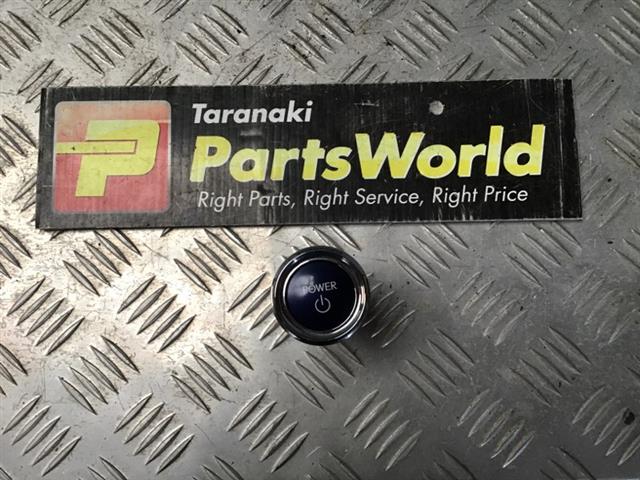 Taranaki
P
PartsWorld
Right Parts, Right Service, Right Price
POWER